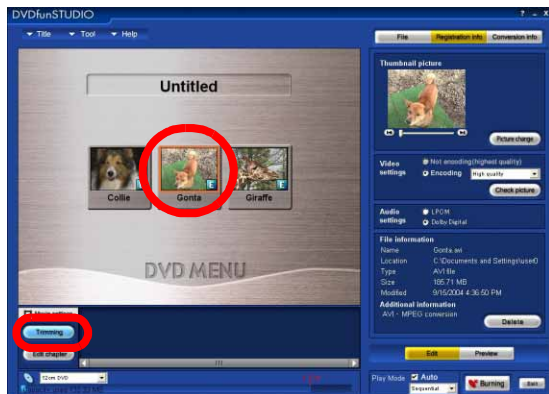 DVDfunSTUDIO
? - X
Title Tool Help
File Registration info Conversion info
Untitled
Collie Gonta Giraffe
DVD MENU
Trimming
Edit chapter
12cm DVD
Thumbnail picture
Picture change
Video settings
Not encoding(highest quality)
Encoding High quality
Check picture
Audio settings
LPCM
Dolby Digital
File information
Name Gonta.avi
Location C:\Documents and Settings\user0
Type AVI file
Size 185.71 MB
Modified 9/15/2004 4:36:50 PM
Additional information
AVI - MPEG conversion
Delete
Edit Preview
Play Mode Auto
Sequential
Burning
Exit